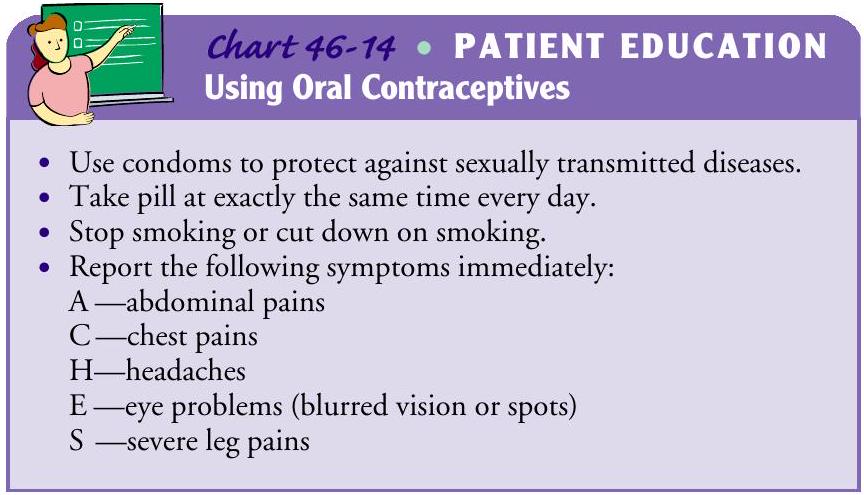 Chart 46-14 • PATIENT EDUCATION
Using Oral Contraceptives
• Use condoms to protect against sexually transmitted diseases.
• Take pill at exactly the same time every day.
• Stop smoking or cut down on smoking.
• Report the following symptoms immediately:
A—abdominal pains
C—chest pains
H—headaches
E—eye problems (blurred vision or spots)
S—severe leg pains